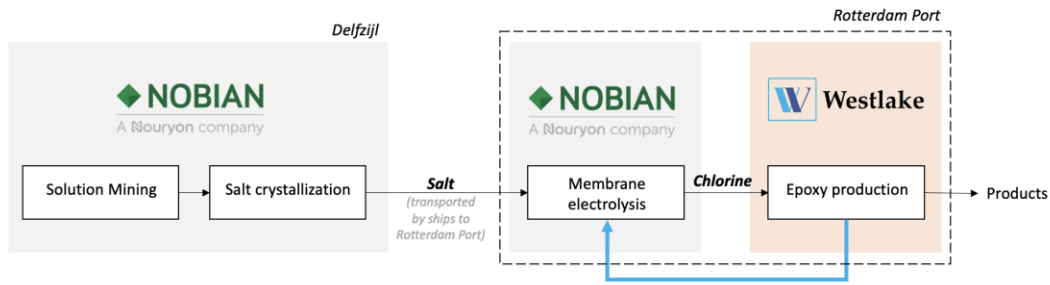 Delfzijl
Rotterdam Port
NOBIAN
A Nouryon company
NOBIAN
A Nouryon company
Westlake
Solution Mining
Salt crystallization
Salt
(transported
by ships to
Rotterdam Port)
Membrane
electrolysis
Chlorine
Epoxy production
Products